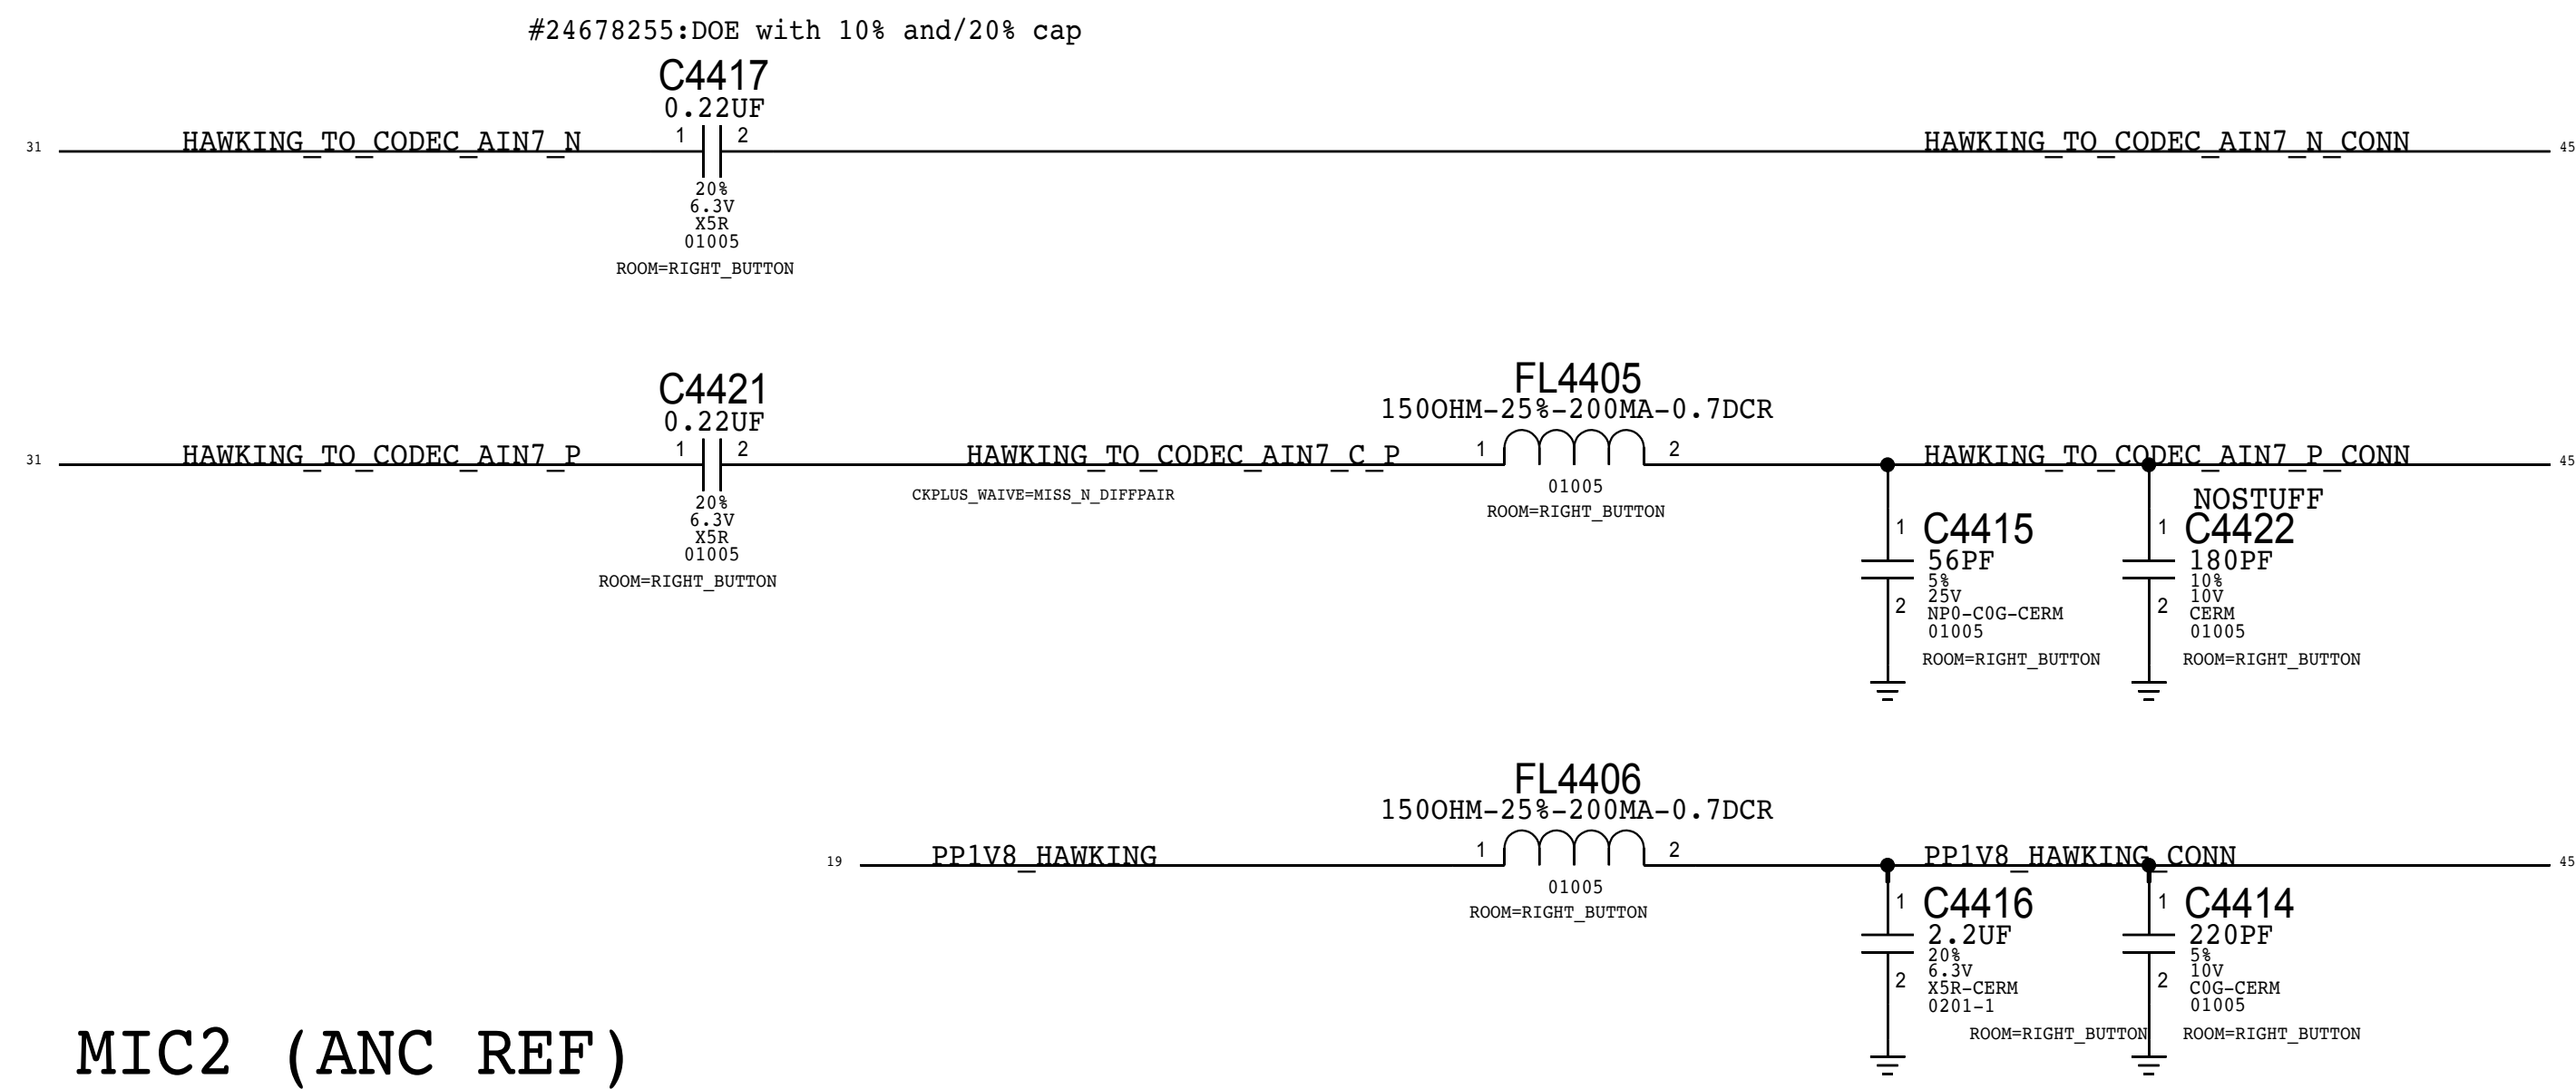 #24678255:DOE with 10% and/20% cap
C4417
0.22UF
31 HAWKING_TO_CODEC_AIN7_N 1 2 HAWKING_TO_CODEC_AIN7_N_CONN 45
20%
6.3V
X5R
01005
ROOM=RIGHT_BUTTON
C4421
0.22UF
31 HAWKING_TO_CODEC_AIN7_P 1 2 HAWKING_TO_CODEC_AIN7_C_P
CKPLUS_WAIVE=MISS_N_DIFFPAIR
20%
6.3V
X5R
01005
ROOM=RIGHT_BUTTON
FL4405
150OHM-25%-200MA-0.7DCR
1 2 HAWKING_TO_CODEC_AIN7_P_CONN 45
01005
ROOM=RIGHT_BUTTON
1 C4415
56PF
5%
25V
2 NP0-C0G-CERM
01005
ROOM=RIGHT_BUTTON
NOSTUFF
1 C4422
180PF
10%
10V
2 CERM
01005
ROOM=RIGHT_BUTTON
FL4406
150OHM-25%-200MA-0.7DCR
19 PP1V8_HAWKING 1 2 PP1V8_HAWKING_CONN 45
01005
ROOM=RIGHT_BUTTON
1 C4416
2.2UF
20%
6.3V
2 X5R-CERM
0201-1
ROOM=RIGHT_BUTTON
1 C4414
220PF
5%
10V
2 C0G-CERM
01005
ROOM=RIGHT_BUTTON
MIC2 (ANC REF)